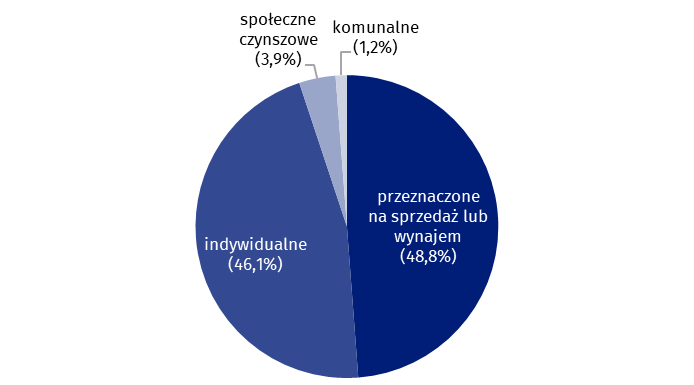 społeczne
czynszowe
(3,9%)
komunalne
(1,2%)
przeznaczone
na sprzedaż lub
wynajem
(48,8%)
indywidualne
(46,1%)